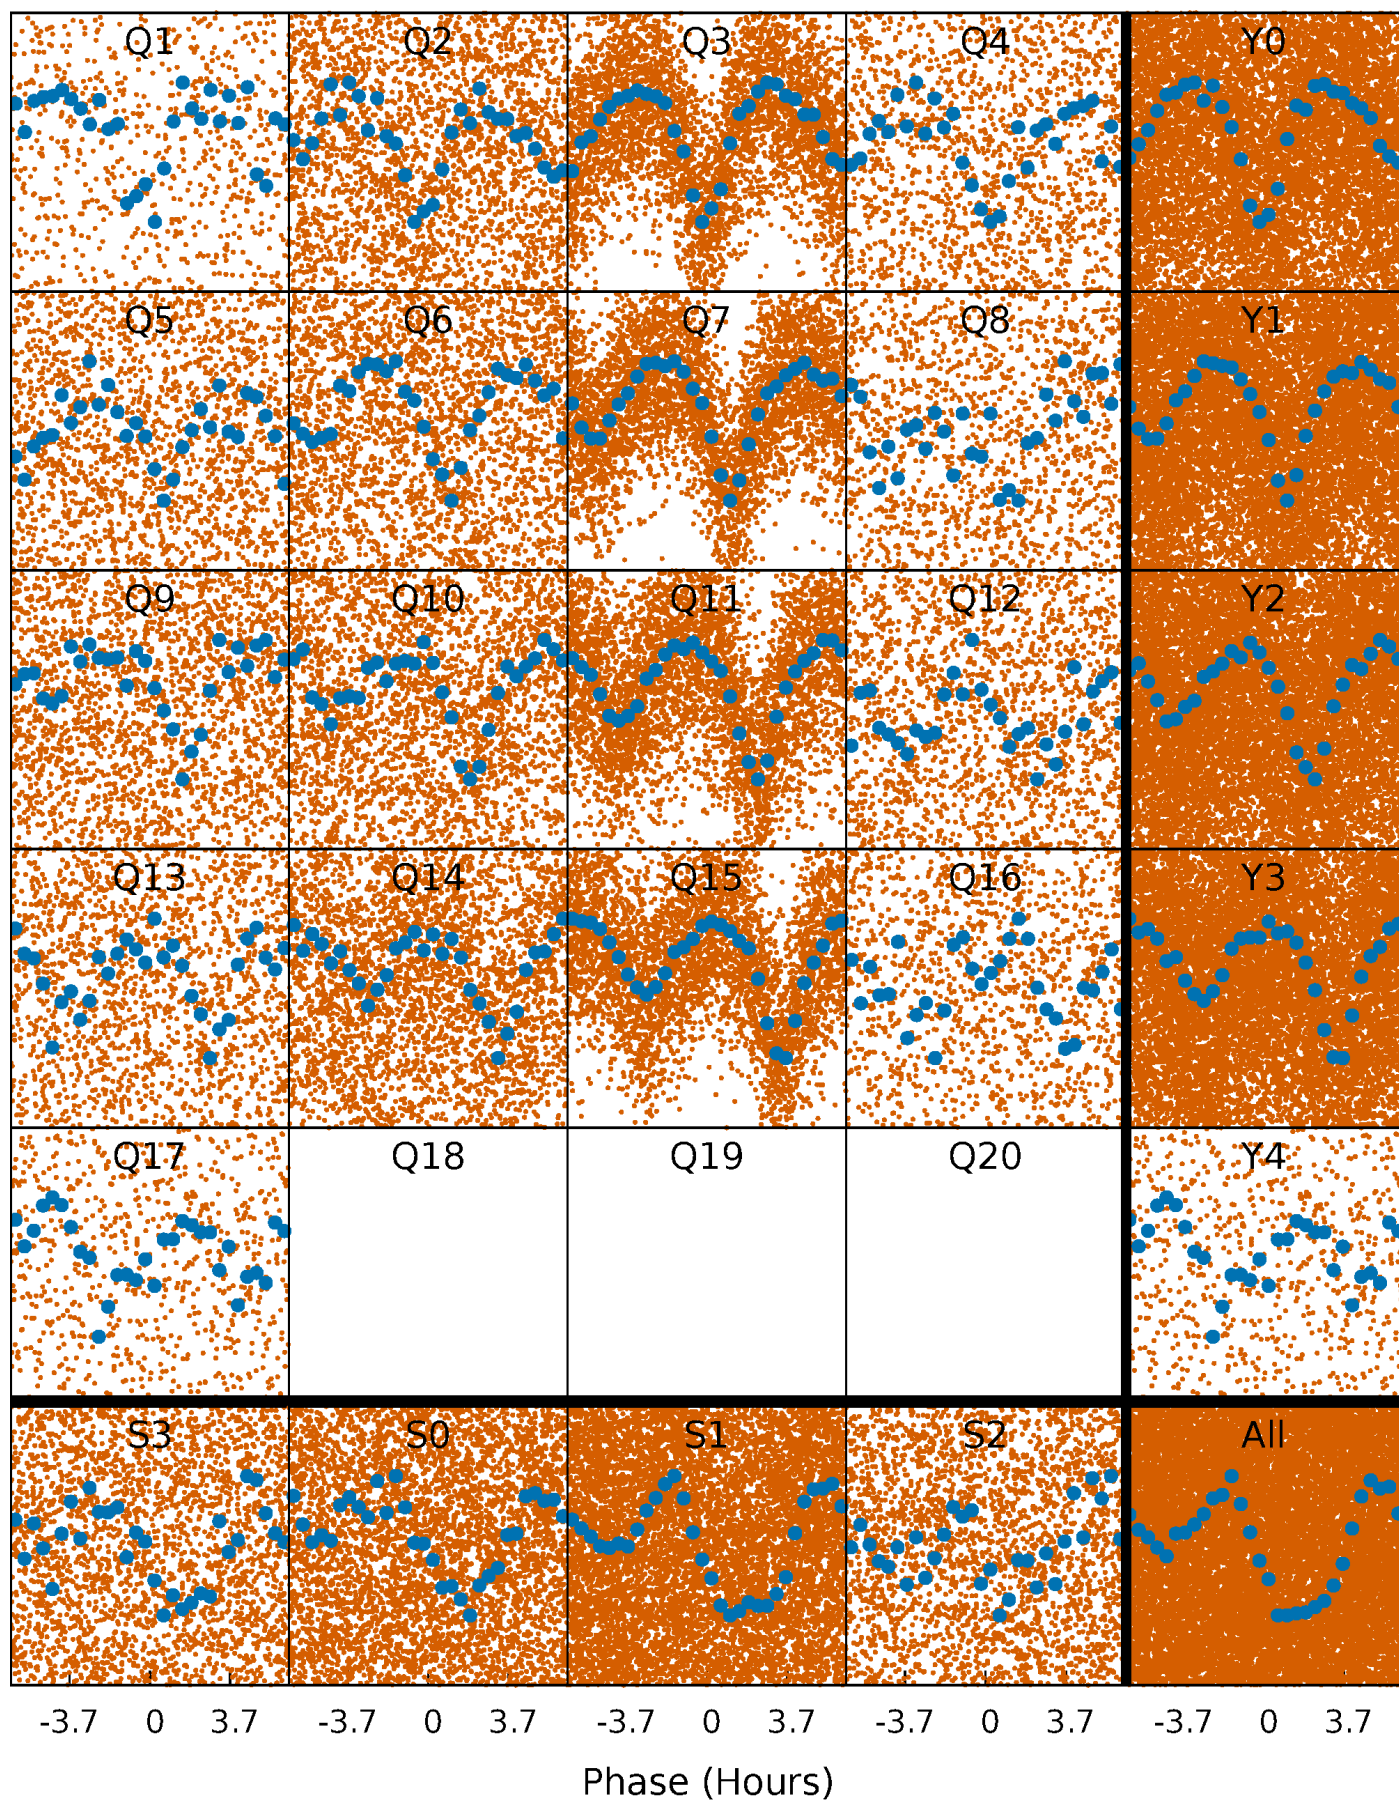 Q1 Q2 Q3 Q4 Y0
Q5 Q6 Q7 Q8 Y1
Q9 Q10 Q11 Q12 Y2
Q13 Q14 Q15 Q16 Y3
Q17 Q18 Q19 Q20 Y4
S3 S0 S1 S2 All
-3.7 0 3.7 -3.7 0 3.7 -3.7 0 3.7 -3.7 0 3.7 -3.7 0 3.7
Phase (Hours)